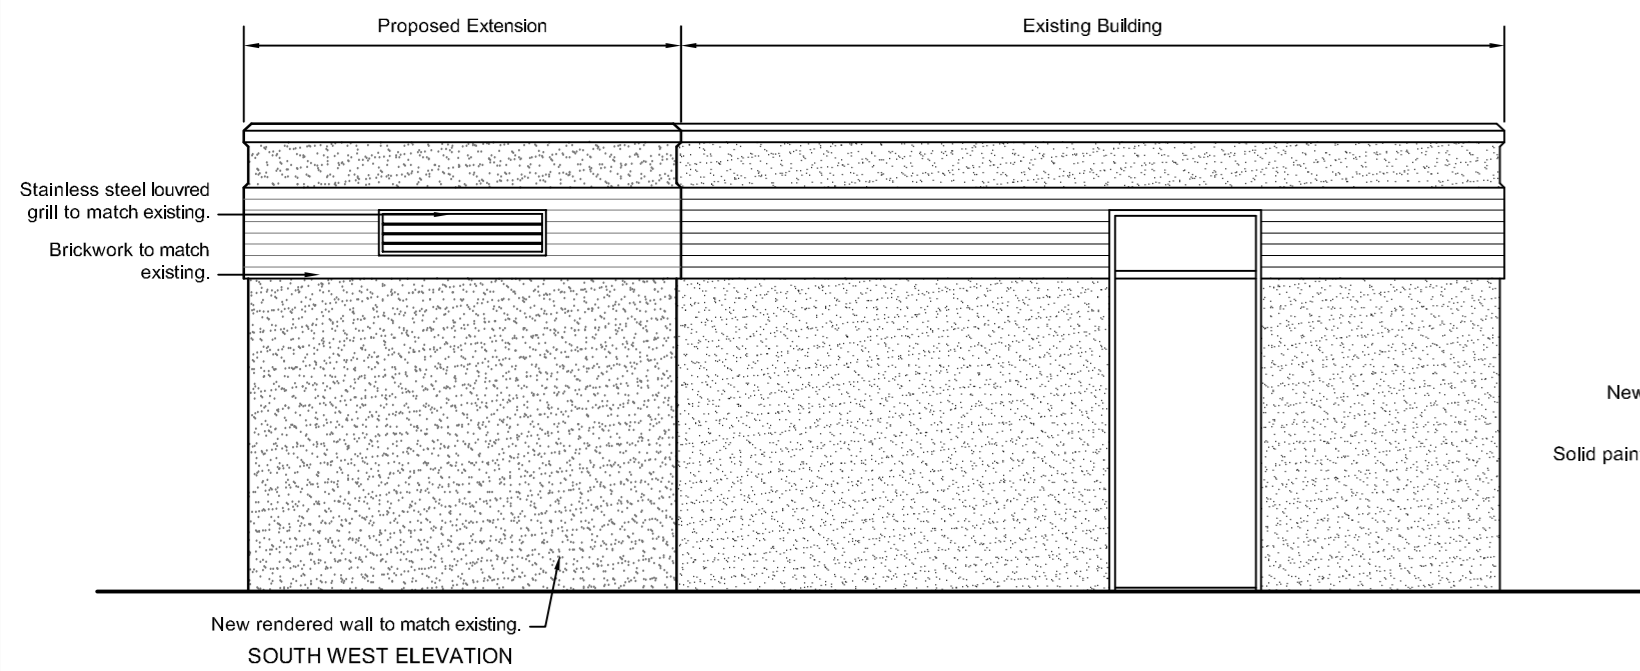 Proposed Extension
Existing Building
Stainless steel louvred
grill to match existing.
Brickwork to match
existing.
New
Solid pain
New rendered wall to match existing.
SOUTH WEST ELEVATION